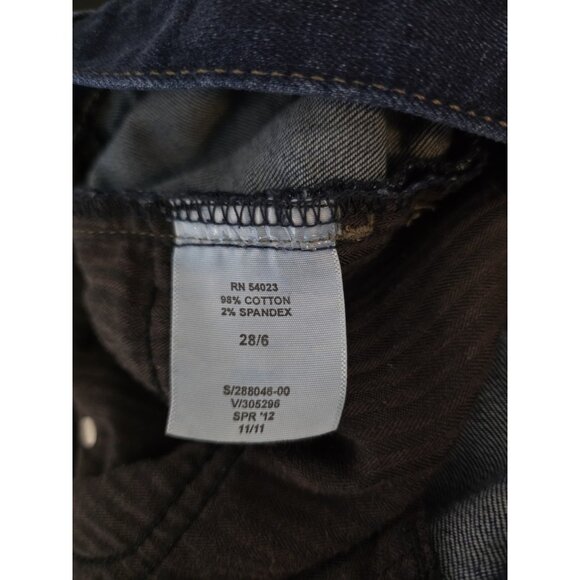 RN 54023
98% COTTON
2% SPANDEX
28/6
S/288046-00
V/305296
SPR '12
11/11